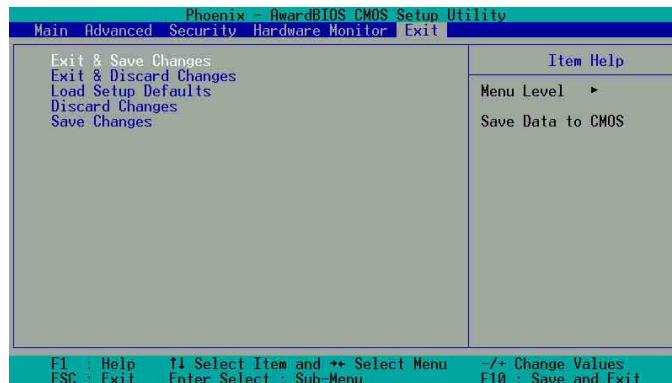 Phoenix - AwardBIOS CMOS Setup Utility
Main Advanced Security Hardware Monitor Exit
Exit & Save Changes
Exit & Discard Changes
Load Setup Defaults
Discard Changes
Save Changes
Item Help
Menu Level ▸
Save Data to CMOS
F1 : Help ↑↓ Select Item and →← Select Menu -/+ Change Values
ESC : Exit Enter Select : Sub-Menu F10 : Save and Exit